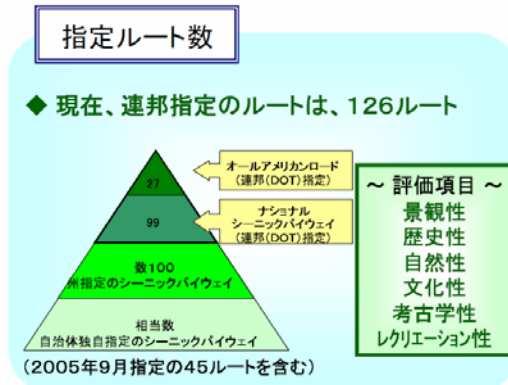 指定ルート数
◆ 現在、連邦指定のルートは、126ルート
27
オールアメリカンロード
(連邦(DOT)指定)
99
ナショナル
シーニックバイウェイ
(連邦(DOT)指定)
数100
州指定のシーニックバイウェイ
相当数
自治体独自指定のシーニックバイウェイ
(2005年9月指定の45ルートを含む)
~ 評価項目 ~
景観性
歴史性
自然性
文化性
考古学性
レクリエーション性